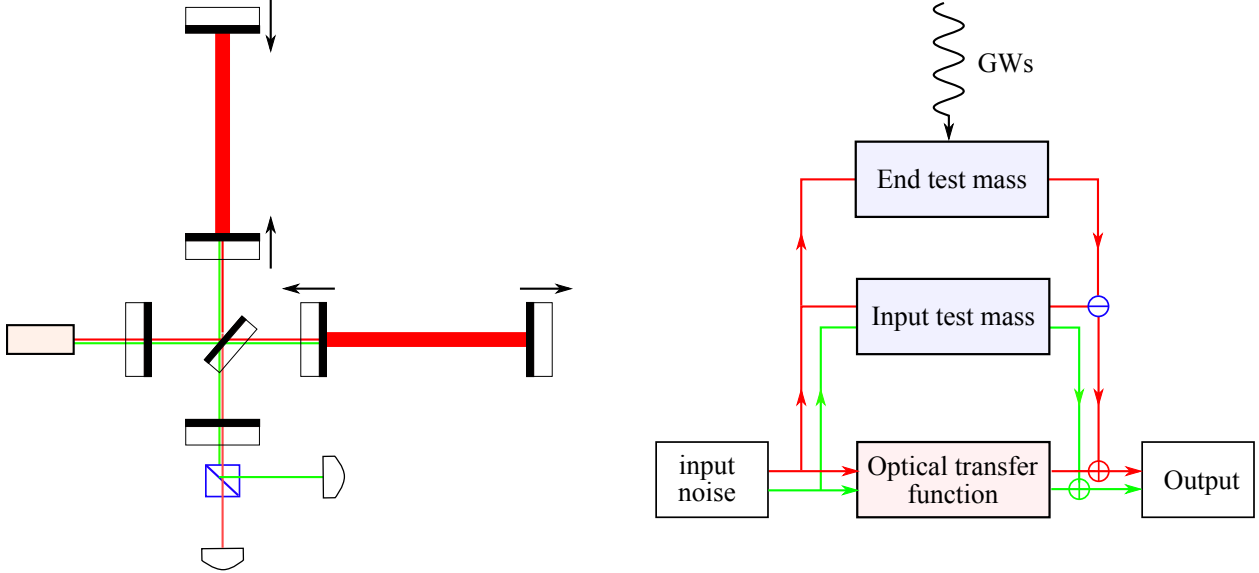 GWs
End test mass
Input test mass
input
noise
Optical transfer
function
Output